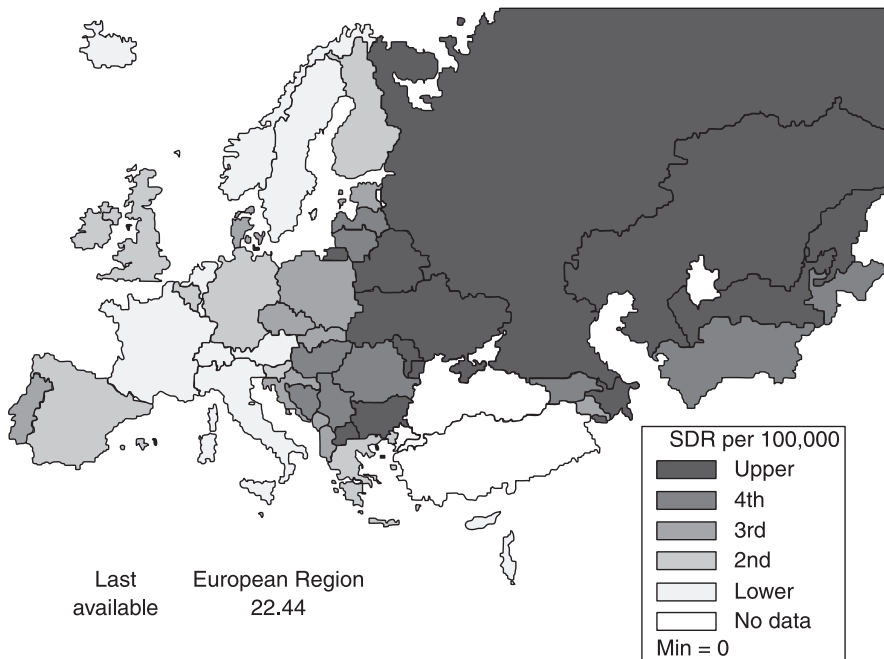 SDR per 100,000
Upper
4th
3rd
2nd
Lower
No data
Min = 0
Last European Region
available 22.44